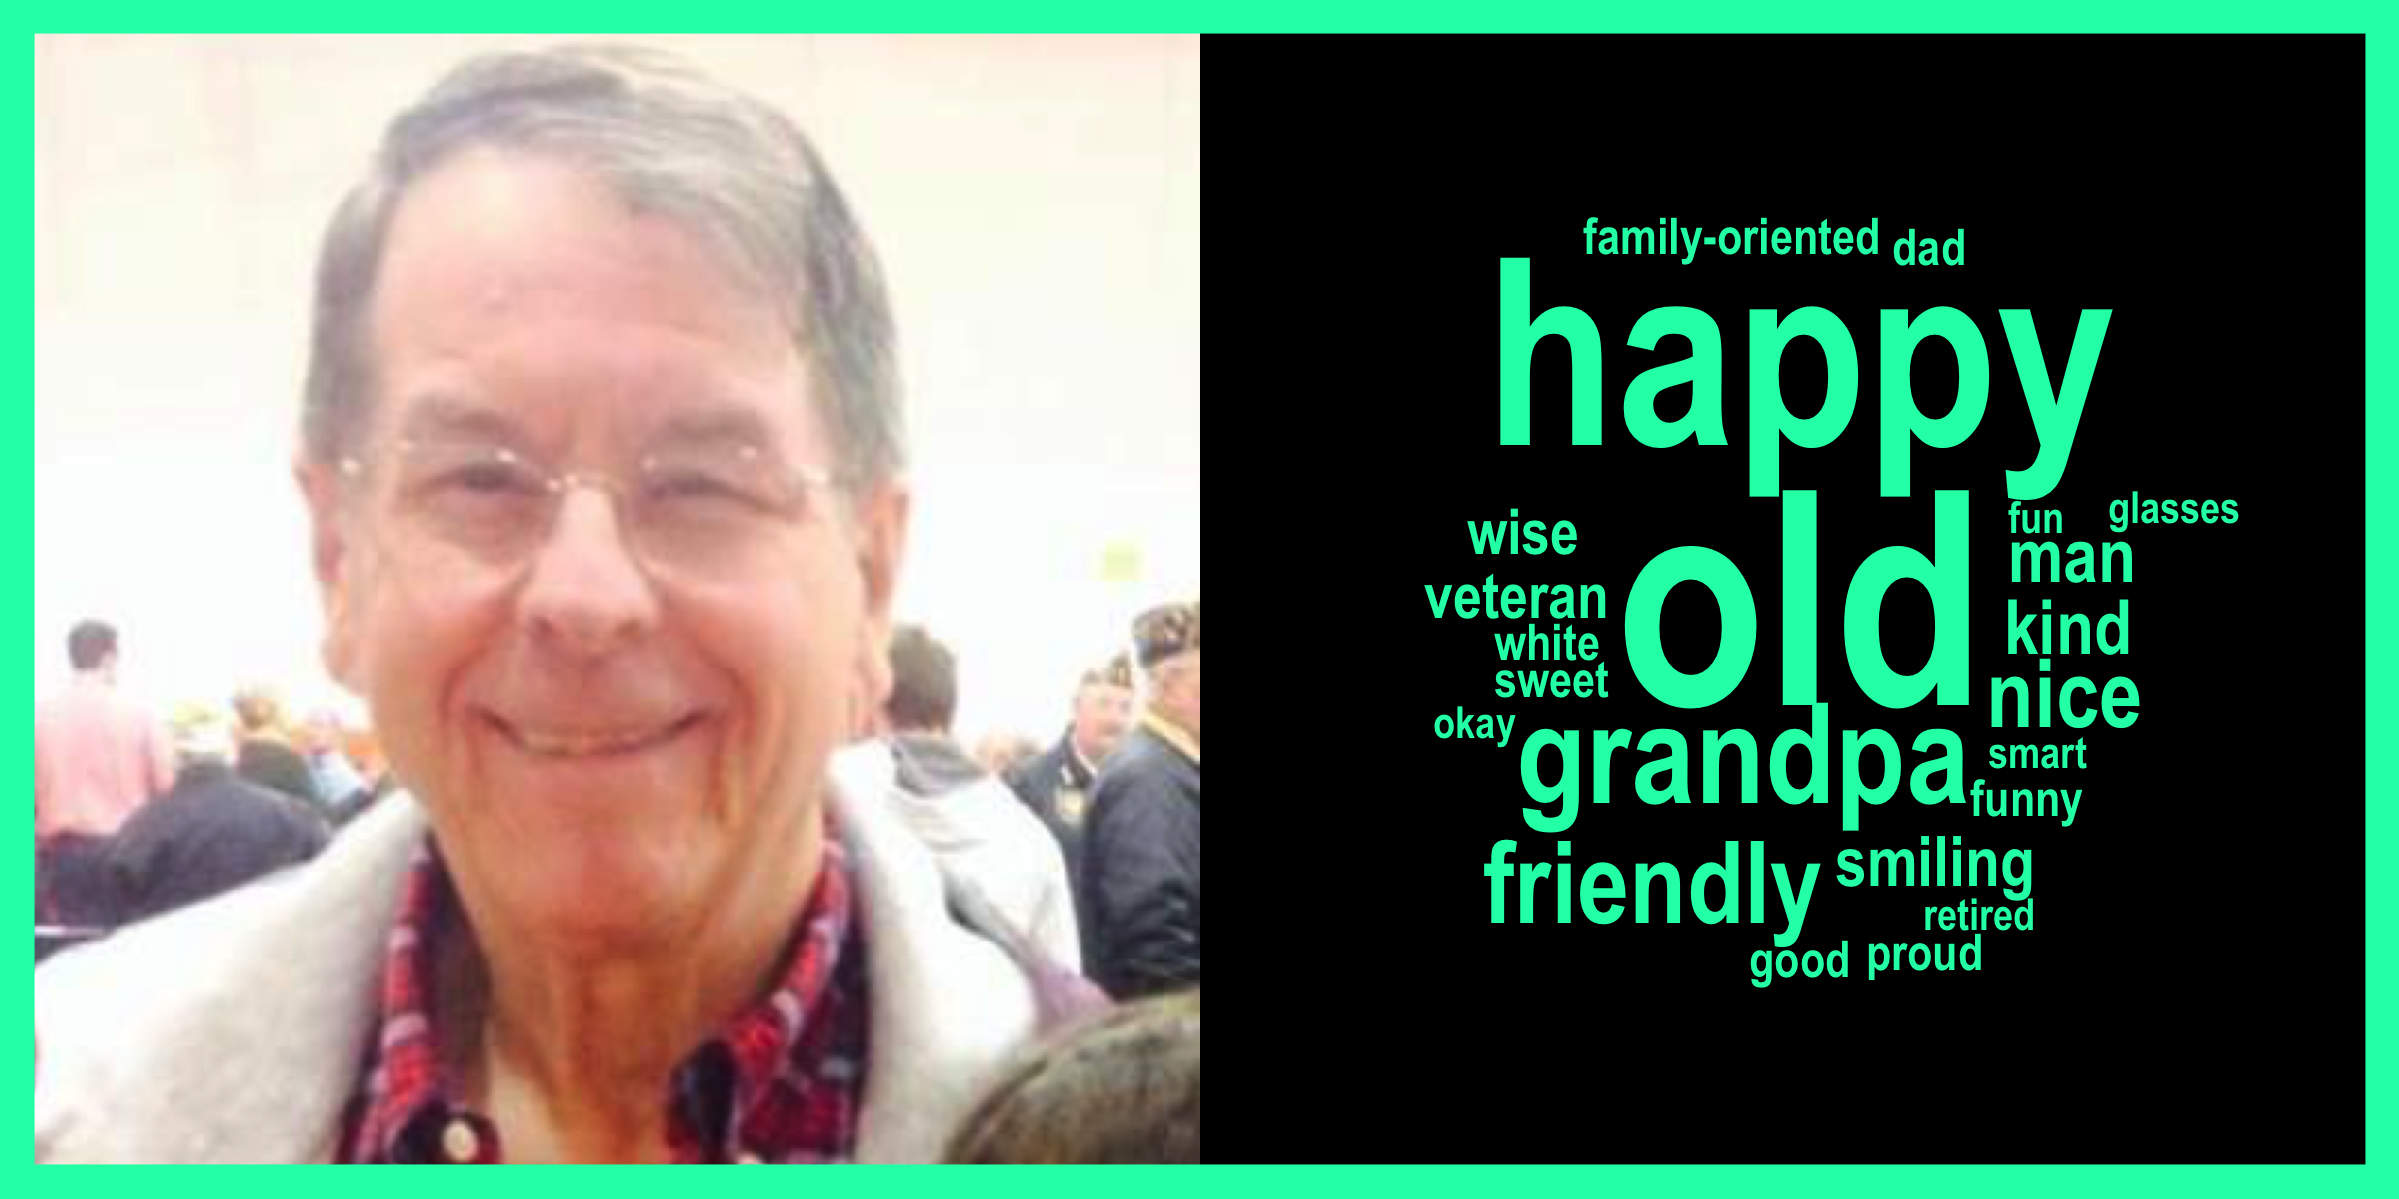 family-oriented dad
happy
wise
old
fun
glasses
man
veteran
kind
white
sweet
nice
okay
grandpa
smart
funny
friendly
smiling
retired
good proud